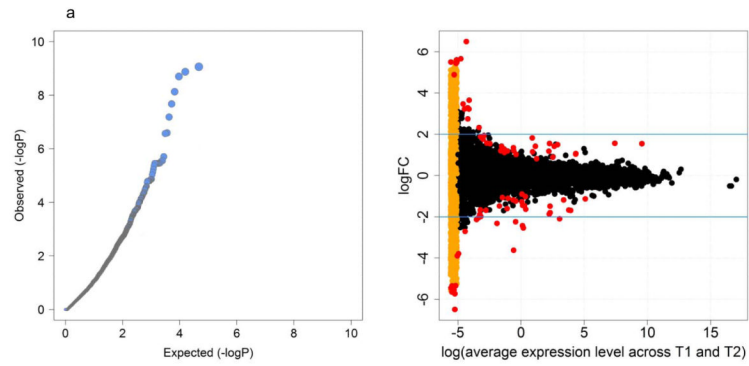 a
10
8
6
4
2
0
0 2 4 6 8 10
Observed (-logP)
Expected (-logP)
6
4
2
0
-2
-4
-6
-5 0 5 10 15
logFC
log(average expression level across T1 and T2)